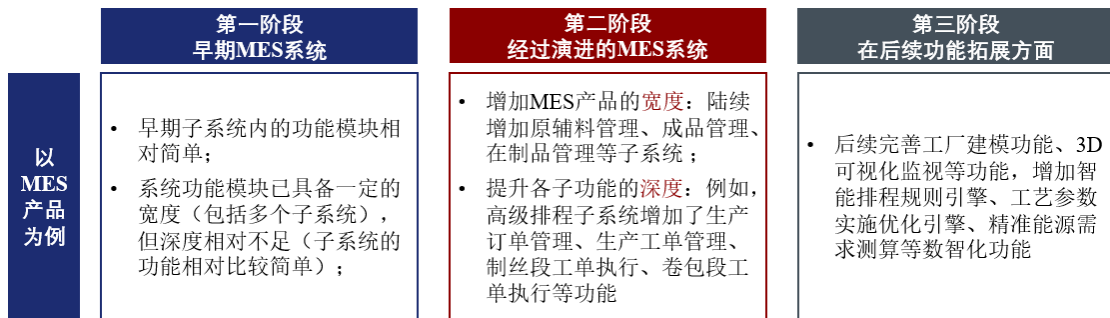 第一阶段
早期MES系统
第二阶段
经过演进的MES系统
第三阶段
在后续功能拓展方面
以
MES
产品
为例
• 早期子系统内的功能模块相
对简单；
• 系统功能模块已具备一定的
宽度（包括多个子系统），
但深度相对不足（子系统的
功能相对比较简单）；
• 增加MES产品的宽度：陆续
增加原辅料管理、成品管理、
在制品管理等子系统；
• 提升各子功能的深度：例如，
高级排程子系统增加了生产
订单管理、生产工单管理、
制丝段工单执行、卷包段工
单执行等功能
• 后续完善工厂建模功能、3D
可视化监视等功能，增加智
能排程规则引擎、工艺参数
实施优化引擎、精准能源需
求测算等数智化功能